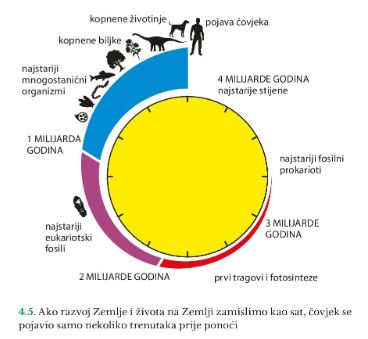 kopnene životinje
pojava čovjeka
kopnene biljke
najstariji
mnogostanični
organizmi
4 MILIJARDE GODINA
najstarije stijene
1 MILIJARDA
GODINA
najstariji fosilni
prokarioti
3 MILIJARDE
GODINA
najstariji
eukariotski
fosili
2 MILIJARDE GODINA
prvi tragovi i fotosinteze
4.5. Ako razvoj Zemlje i života na Zemlji zamislimo kao sat, čovjek se
pojavio samo nekoliko trenutaka prije ponoći